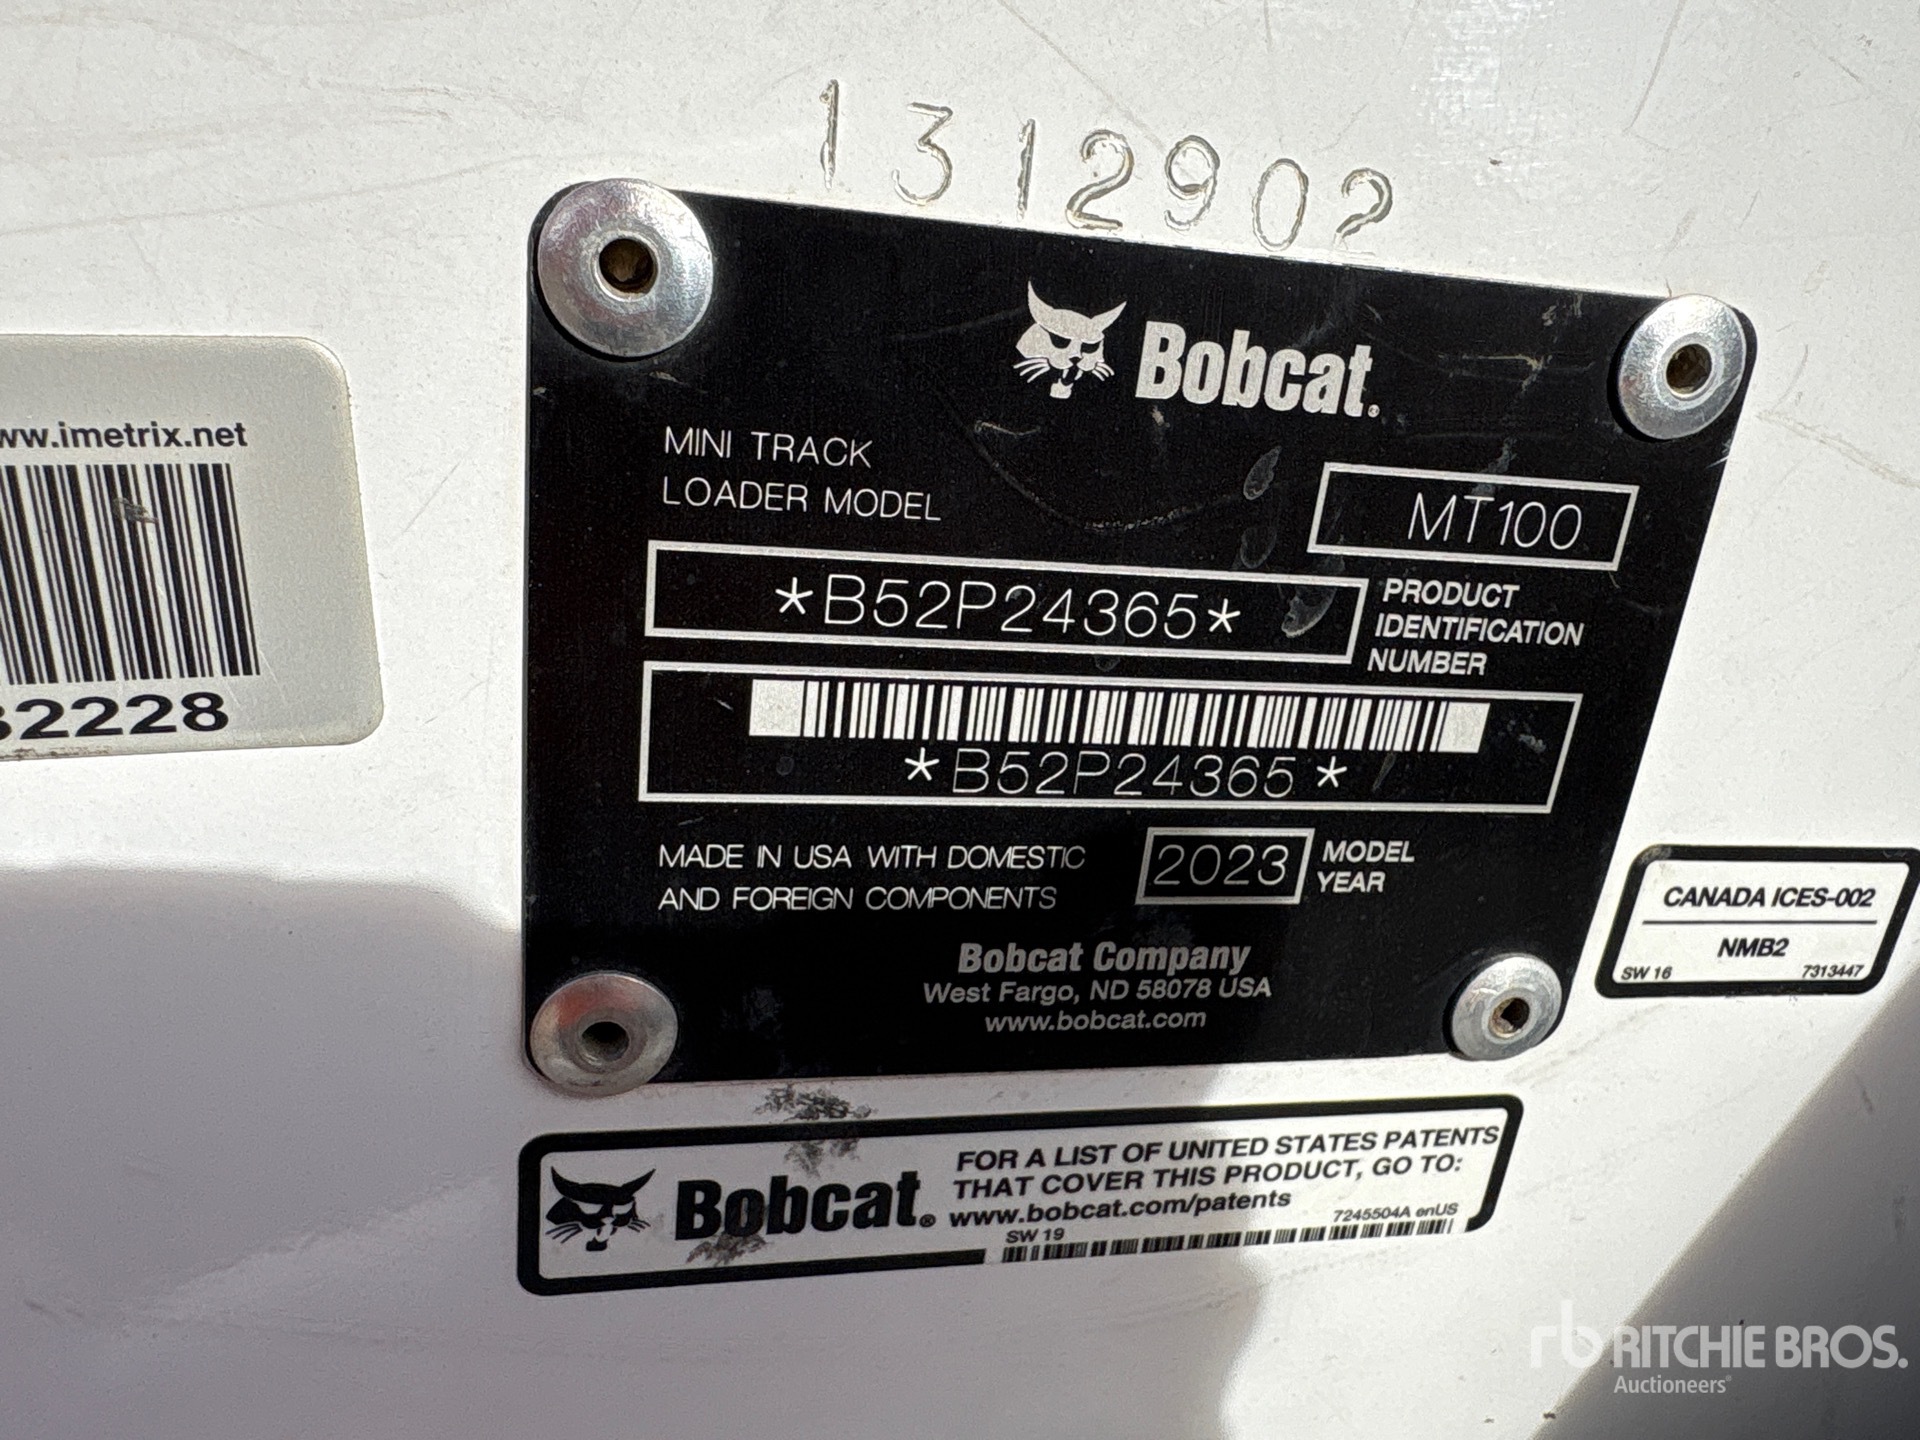 1312902
Bobcat.
MINI TRACK
LOADER MODEL
MT100
*B52P24365*
PRODUCT
IDENTIFICATION
NUMBER
*B52P24365*
MADE IN USA WITH DOMESTIC
AND FOREIGN COMPONENTS
2023
MODEL
YEAR
Bobcat Company
West Fargo, ND 58078 USA
www.bobcat.com
ww.imetrix.net
2228
CANADA ICES-002
NMB2
SW 16
7313447
Bobcat®
FOR A LIST OF UNITED STATES PATENTS
THAT COVER THIS PRODUCT, GO TO:
www.bobcat.com/patents
7245504A enUS
SW 19
rb RITCHIE BROS.
Auctioneers®